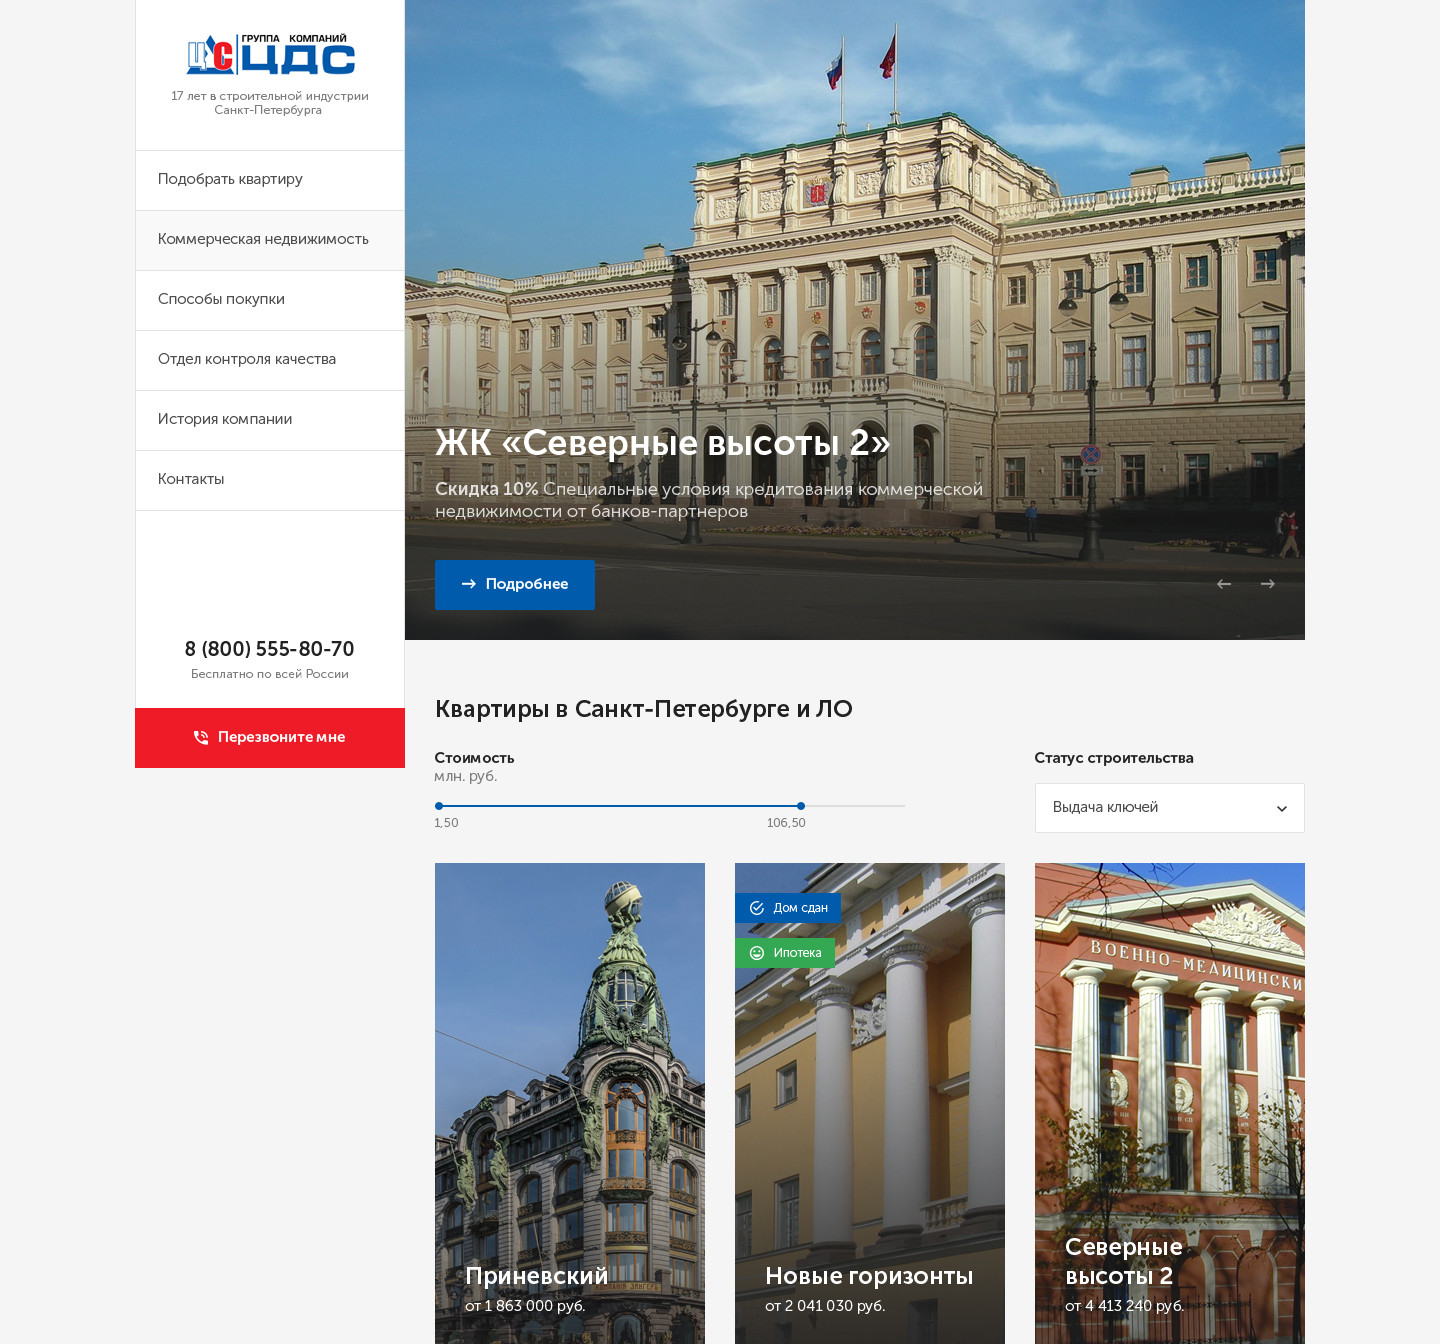 ГРУППА КОМПАНИЙ
ЦДС
17 лет в строительной индустрии
Санкт-Петербурга
Подобрать квартиру
Коммерческая недвижимость
Способы покупки
Отдел контроля качества
История компании
Контакты
8 (800) 555-80-70
Бесплатно по всей России
Перезвоните мне
ЖК «Северные высоты 2»
Скидка 10% Специальные условия кредитования коммерческой
недвижимости от банков-партнеров
Подробнее
Квартиры в Санкт-Петербурге и ЛО
Стоимость
млн. руб.
1,50
106,50
Статус строительства
Выдача ключей
Приневский
от 1 863 000 руб.
Дом сдан
Ипотека
Новые горизонты
от 2 041 030 руб.
ВОЕННО-МЕДИЦИНСКИ
Северные
высоты 2
от 4 413 240 руб.